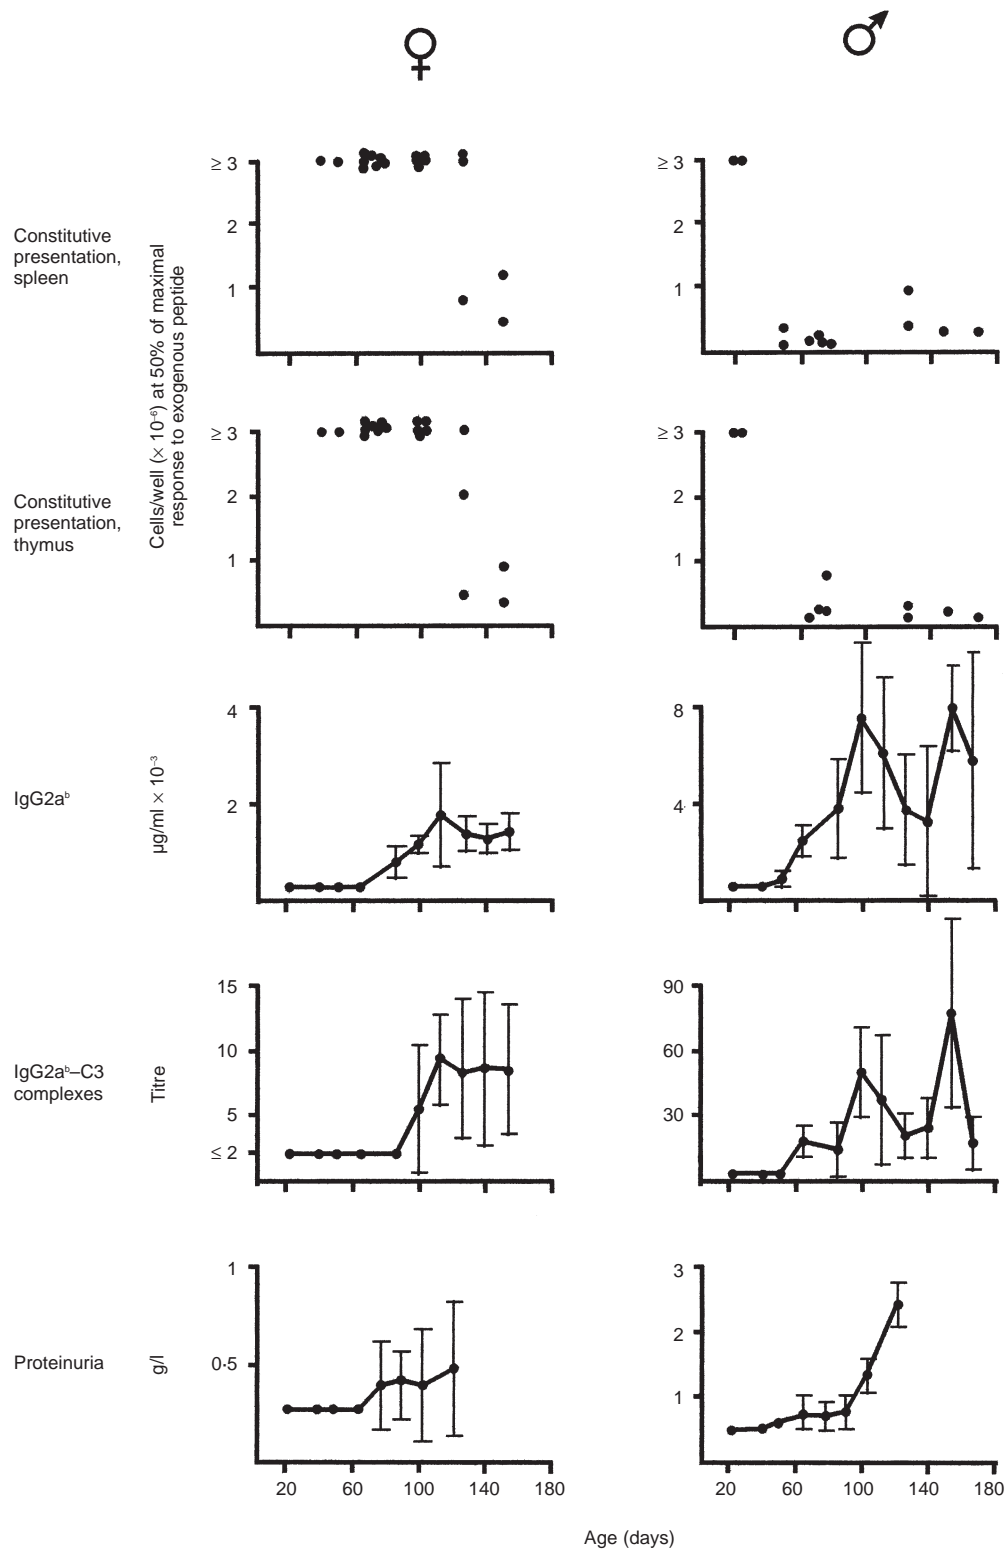 ♀
♂
Constitutive
presentation,
spleen
Cells/well (× 10⁻⁶) at 50% of maximal
response to exogenous peptide
≥ 3
2
1
≥ 3
2
1
Constitutive
presentation,
thymus
≥ 3
2
1
≥ 3
2
1
IgG2aᵇ
µg/ml × 10⁻³
4
2
8
4
IgG2aᵇ–C3
complexes
Titre
15
10
5
≤ 2
90
60
30
Proteinuria
g/l
1
0·5
3
2
1
20 60 100 140 180
20 60 100 140 180
Age (days)